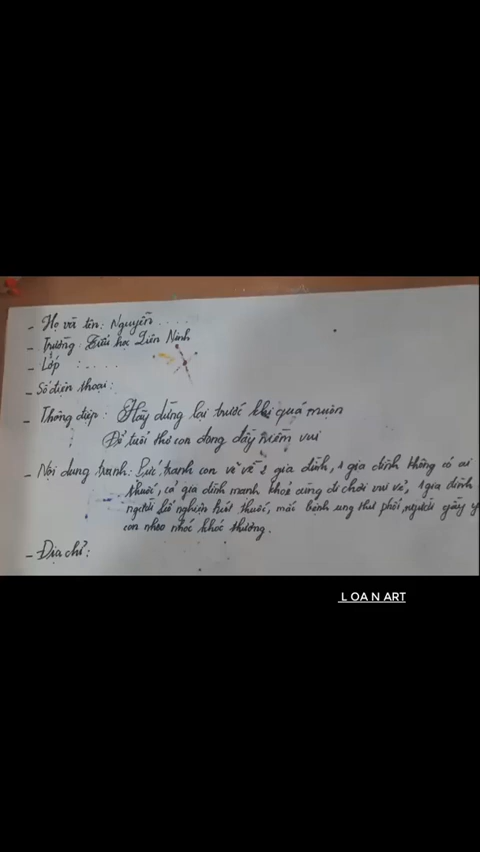 - Họ và tên: Nguyễn . . . .
- Trường: Tiểu học Liên Ninh
- Lớp : . . . .
- Số điện thoại :
- Thông điệp : Hãy dừng lại trước khi quá muộn
Để tuổi thơ con đong đầy niềm vui
- Nội dung tranh: Bức tranh con vẽ về 2 gia đình, 1 gia đình không có ai
thuốc, cả gia đình mạnh khoẻ cùng đi chơi vui vẻ, 1 gia đình
người bố nghiện hút thuốc, mắc bệnh ung thư phổi, người gầy y
con nheo nhóc khóc thương.
- Địa chỉ :
L OA N ART